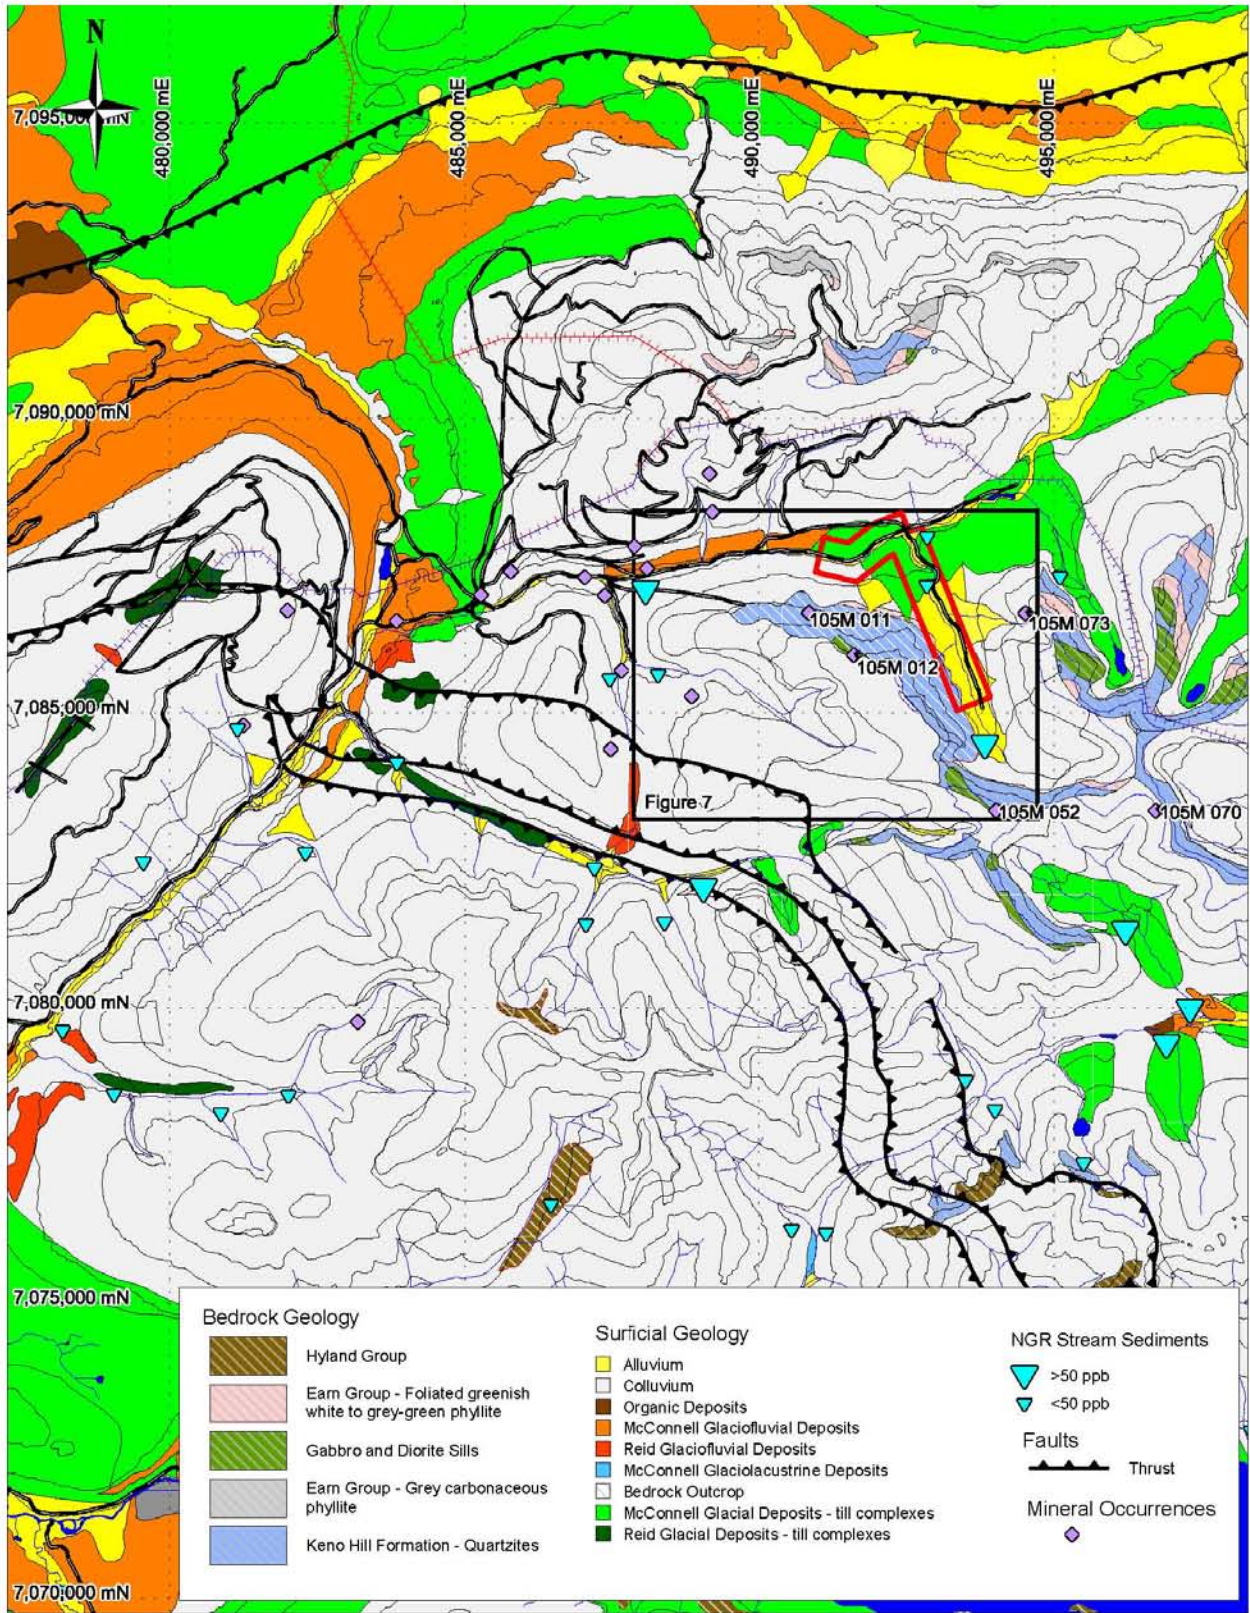 N
480,000 mE
485,000 mE
490,000 mE
495,000 mE
7,095,000 mN
7,090,000 mN
105M 011
105M 073
105M 012
7,085,000 mN
Figure 7
105M 052
105M 070
7,080,000 mN
7,075,000 mN
Bedrock Geology
Hyland Group
Earn Group - Foliated greenish
white to grey-green phyllite
Gabbro and Diorite Sills
Earn Group - Grey carbonaceous
phyllite
Keno Hill Formation - Quartzites
Surficial Geology
Alluvium
Colluvium
Organic Deposits
McConnell Glaciofluvial Deposits
Reid Glaciofluvial Deposits
McConnell Glaciolacustrine Deposits
Bedrock Outcrop
McConnell Glacial Deposits - till complexes
Reid Glacial Deposits - till complexes
NGR Stream Sediments
>50 ppb
<50 ppb
Faults
Thrust
Mineral Occurrences
7,070,000 mN